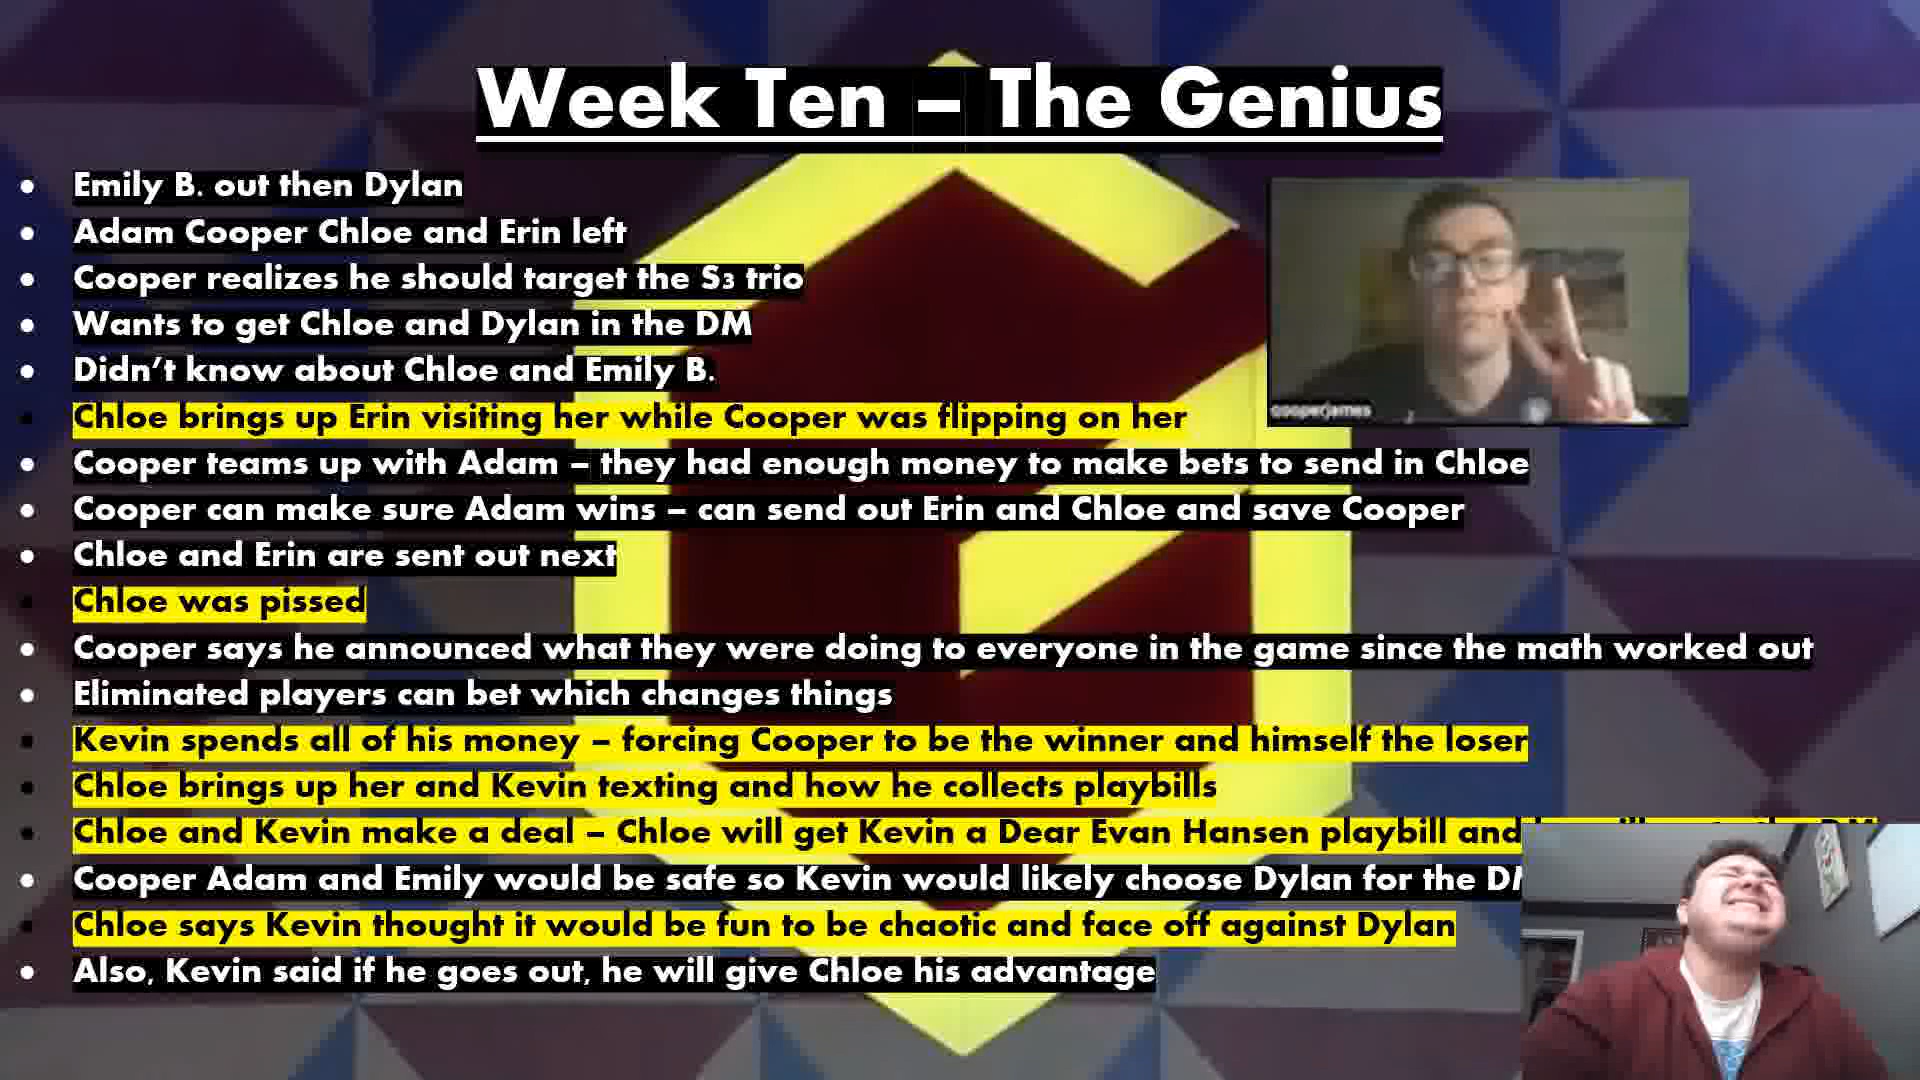 Week Ten – The Genius
• Emily B. out then Dylan
• Adam Cooper Chloe and Erin left
• Cooper realizes he should target the S3 trio
• Wants to get Chloe and Dylan in the DM
• Didn't know about Chloe and Emily B.
• Chloe brings up Erin visiting her while Cooper was flipping on her
cooperjames
• Cooper teams up with Adam – they had enough money to make bets to send in Chloe
• Cooper can make sure Adam wins – can send out Erin and Chloe and save Cooper
• Chloe and Erin are sent out next
• Chloe was pissed
• Cooper says he announced what they were doing to everyone in the game since the math worked out
• Eliminated players can bet which changes things
• Kevin spends all of his money – forcing Cooper to be the winner and himself the loser
• Chloe brings up her and Kevin texting and how he collects playbills
• Chloe and Kevin make a deal – Chloe will get Kevin a Dear Evan Hansen playbill and
• Cooper Adam and Emily would be safe so Kevin would likely choose Dylan for the
• Chloe says Kevin thought it would be fun to be chaotic and face off against Dylan
• Also, Kevin said if he goes out, he will give Chloe his advantage